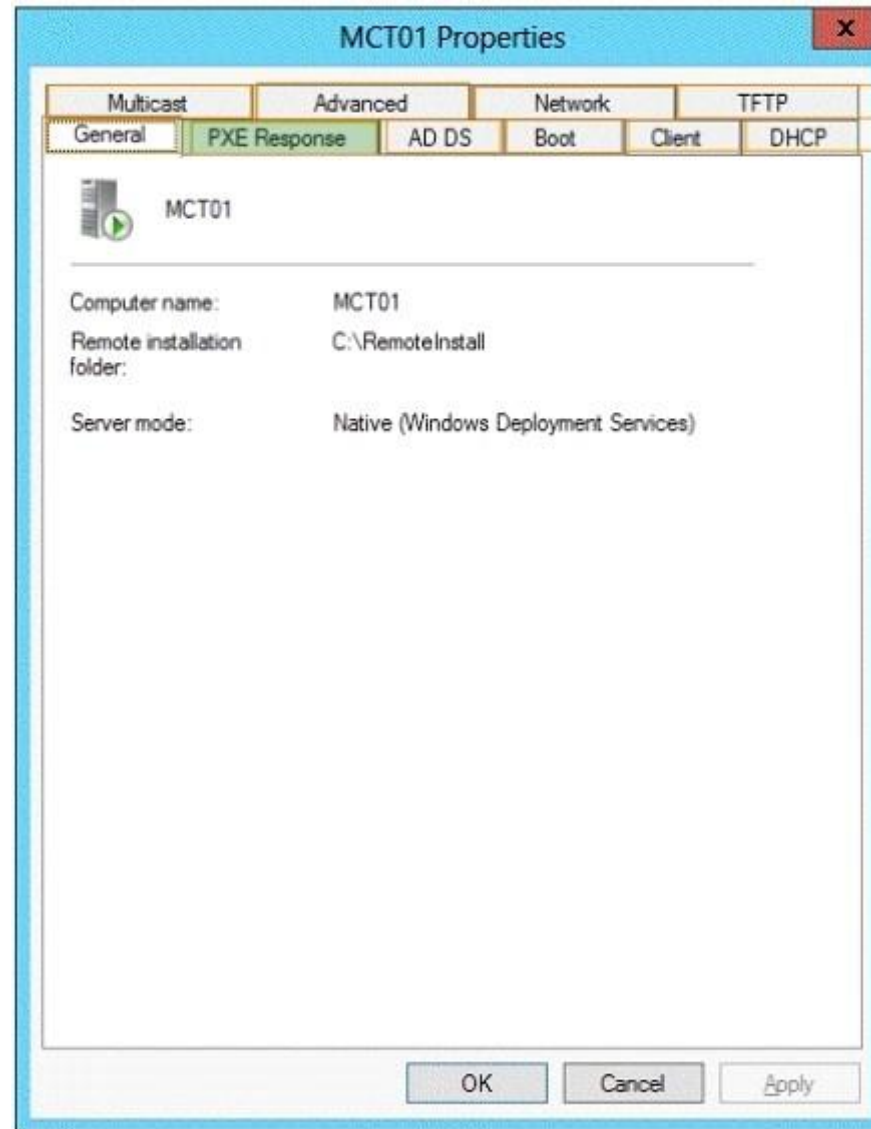 MCT01 Properties
x
Multicast Advanced Network TFTP
General PXE Response AD DS Boot Client DHCP
MCT01
Computer name: MCT01
Remote installation C:\RemoteInstall
folder:
Server mode: Native (Windows Deployment Services)
OK Cancel Apply